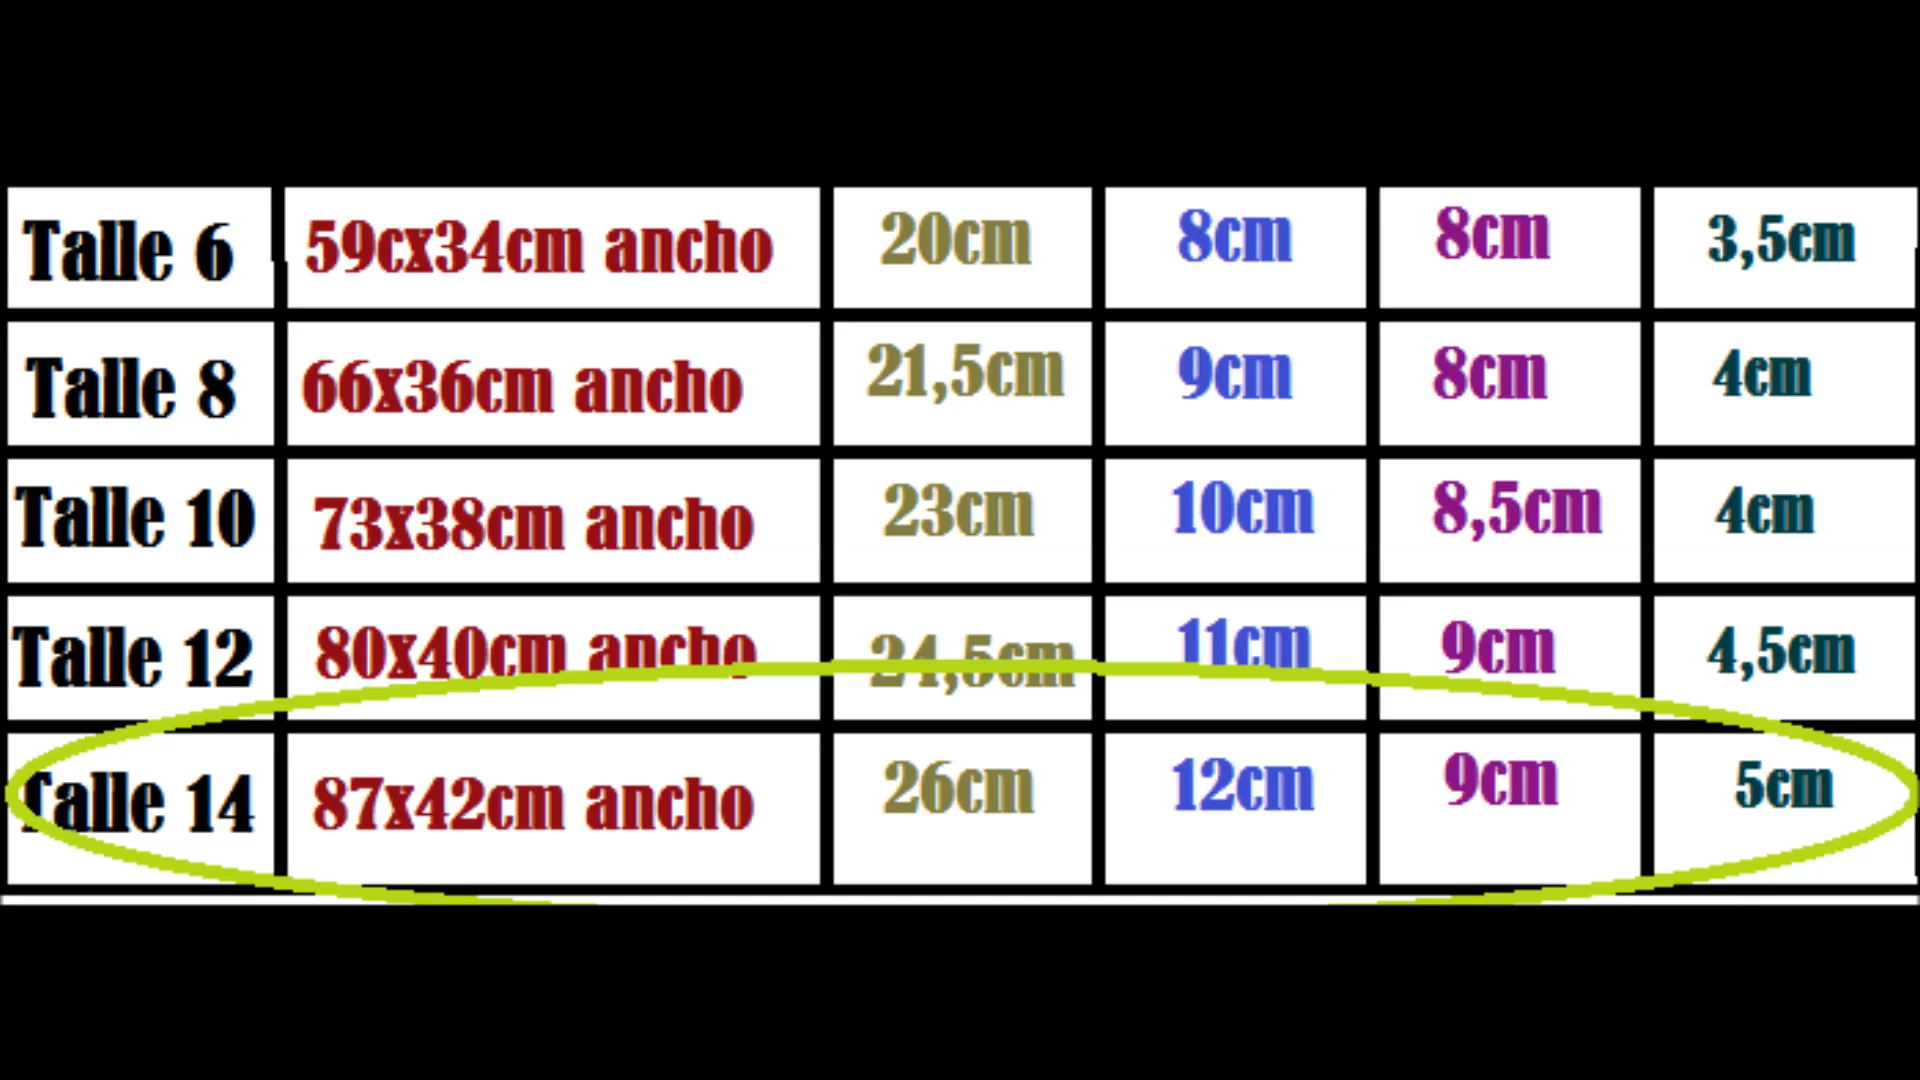 Talle 6 59cx34cm ancho 20cm 8cm 8cm 3,5cm
Talle 8 66x36cm ancho 21,5cm 9cm 8cm 4cm
Talle 10 73x38cm ancho 23cm 10cm 8,5cm 4cm
Talle 12 80x40cm ancho 24,5cm 11cm 9cm 4,5cm
Talle 14 87x42cm ancho 26cm 12cm 9cm 5cm